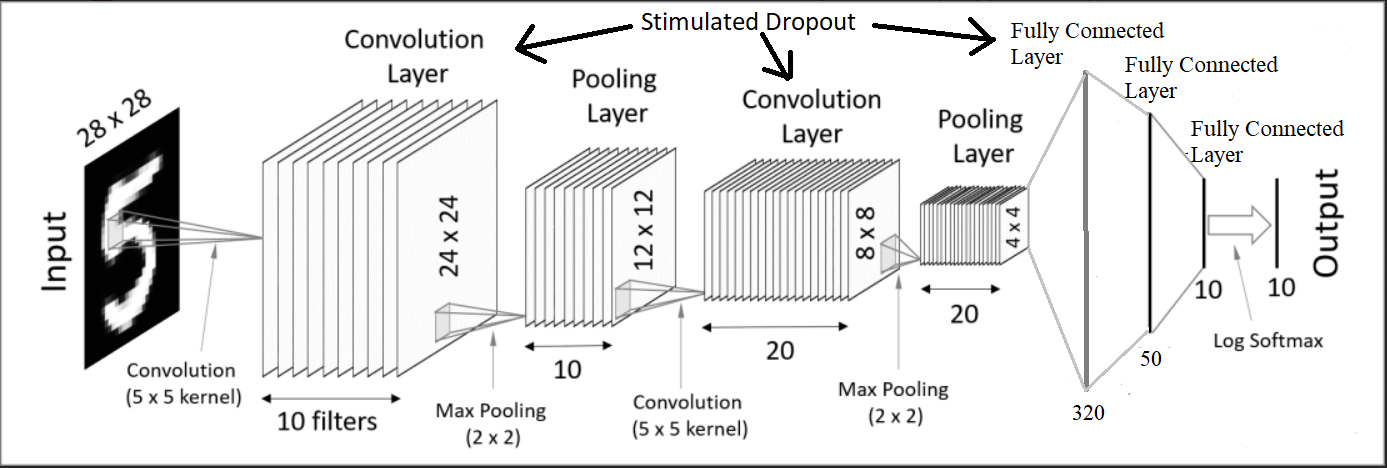 Stimulated Dropout
Convolution
Layer
Pooling
Layer
Convolution
Layer
Pooling
Layer
Fully Connected
Layer
Fully Connected
Layer
Fully Connected
Layer
28 x 28
Input
24 x 24
12 x 12
8 x 8
4 x 4
Output
Convolution
(5 x 5 kernel)
10 filters
Max Pooling
(2 x 2)
10
Convolution
(5 x 5 kernel)
20
Max Pooling
(2 x 2)
20
320
50
10
10
Log Softmax